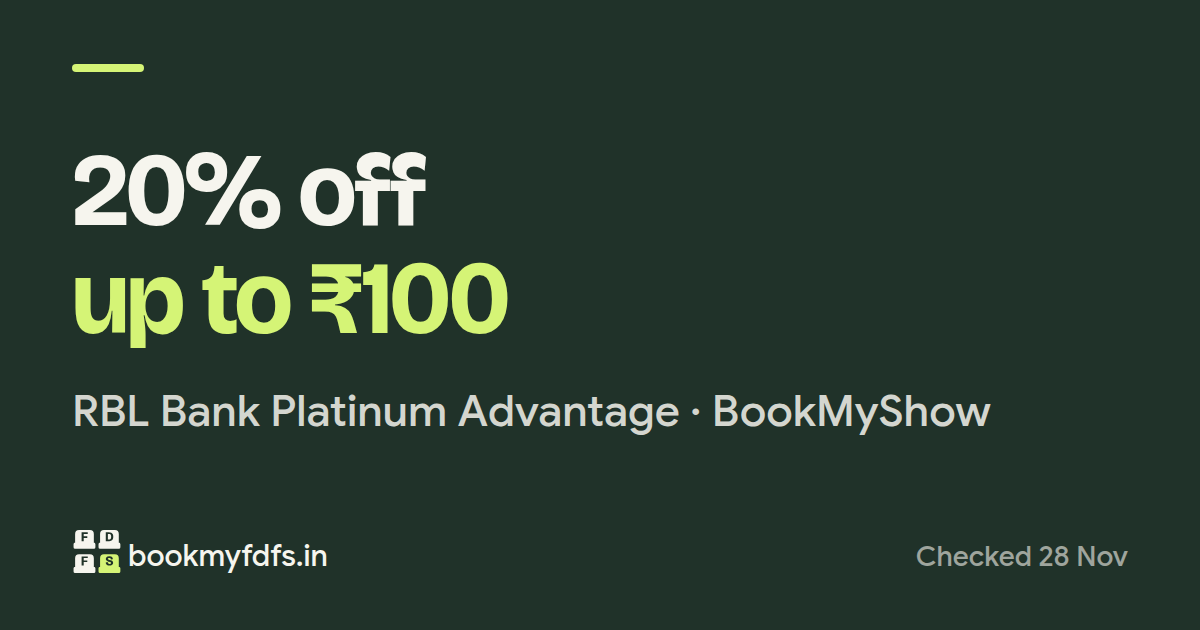 20% off
up to ₹100
RBL Bank Platinum Advantage · BookMyShow
F D
F S
bookmyfdfs.in
Checked 28 Nov